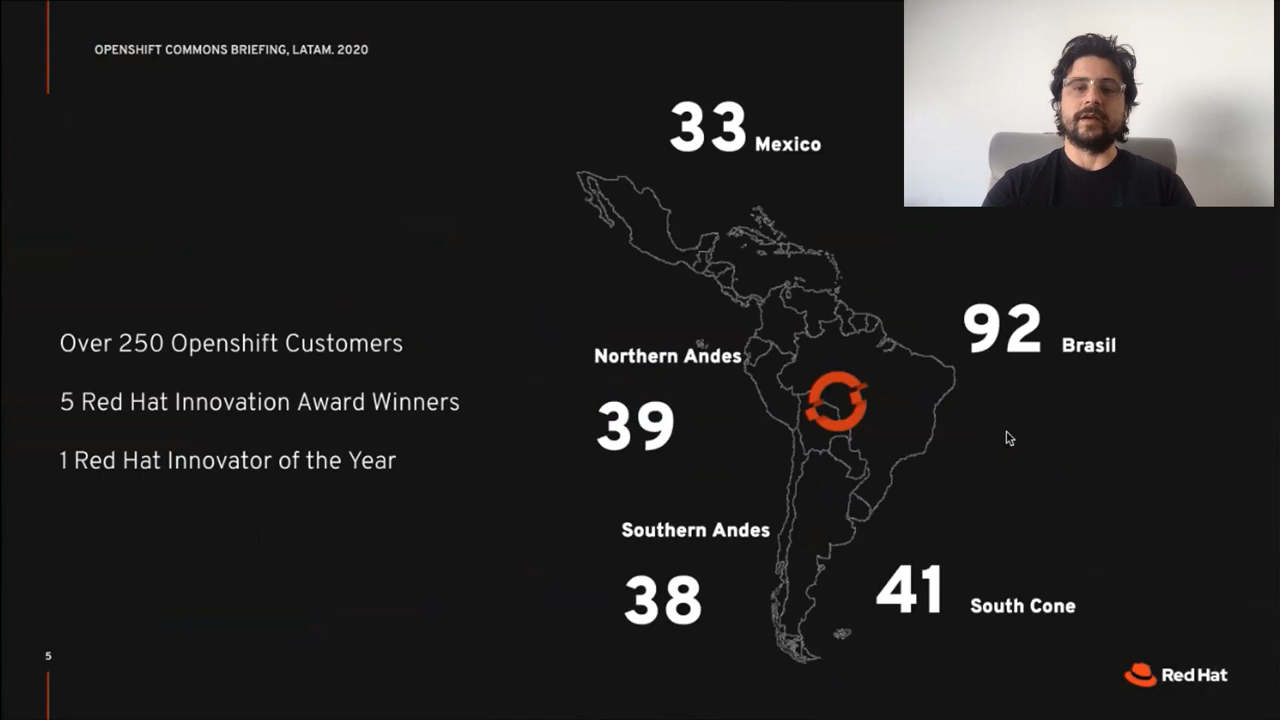 OPENSHIFT COMMONS BRIEFING, LATAM. 2020
33 Mexico
92 Brasil
Over 250 Openshift Customers
5 Red Hat Innovation Award Winners
1 Red Hat Innovator of the Year
Northern Andes
39
Southern Andes
38
41 South Cone
5
Red Hat